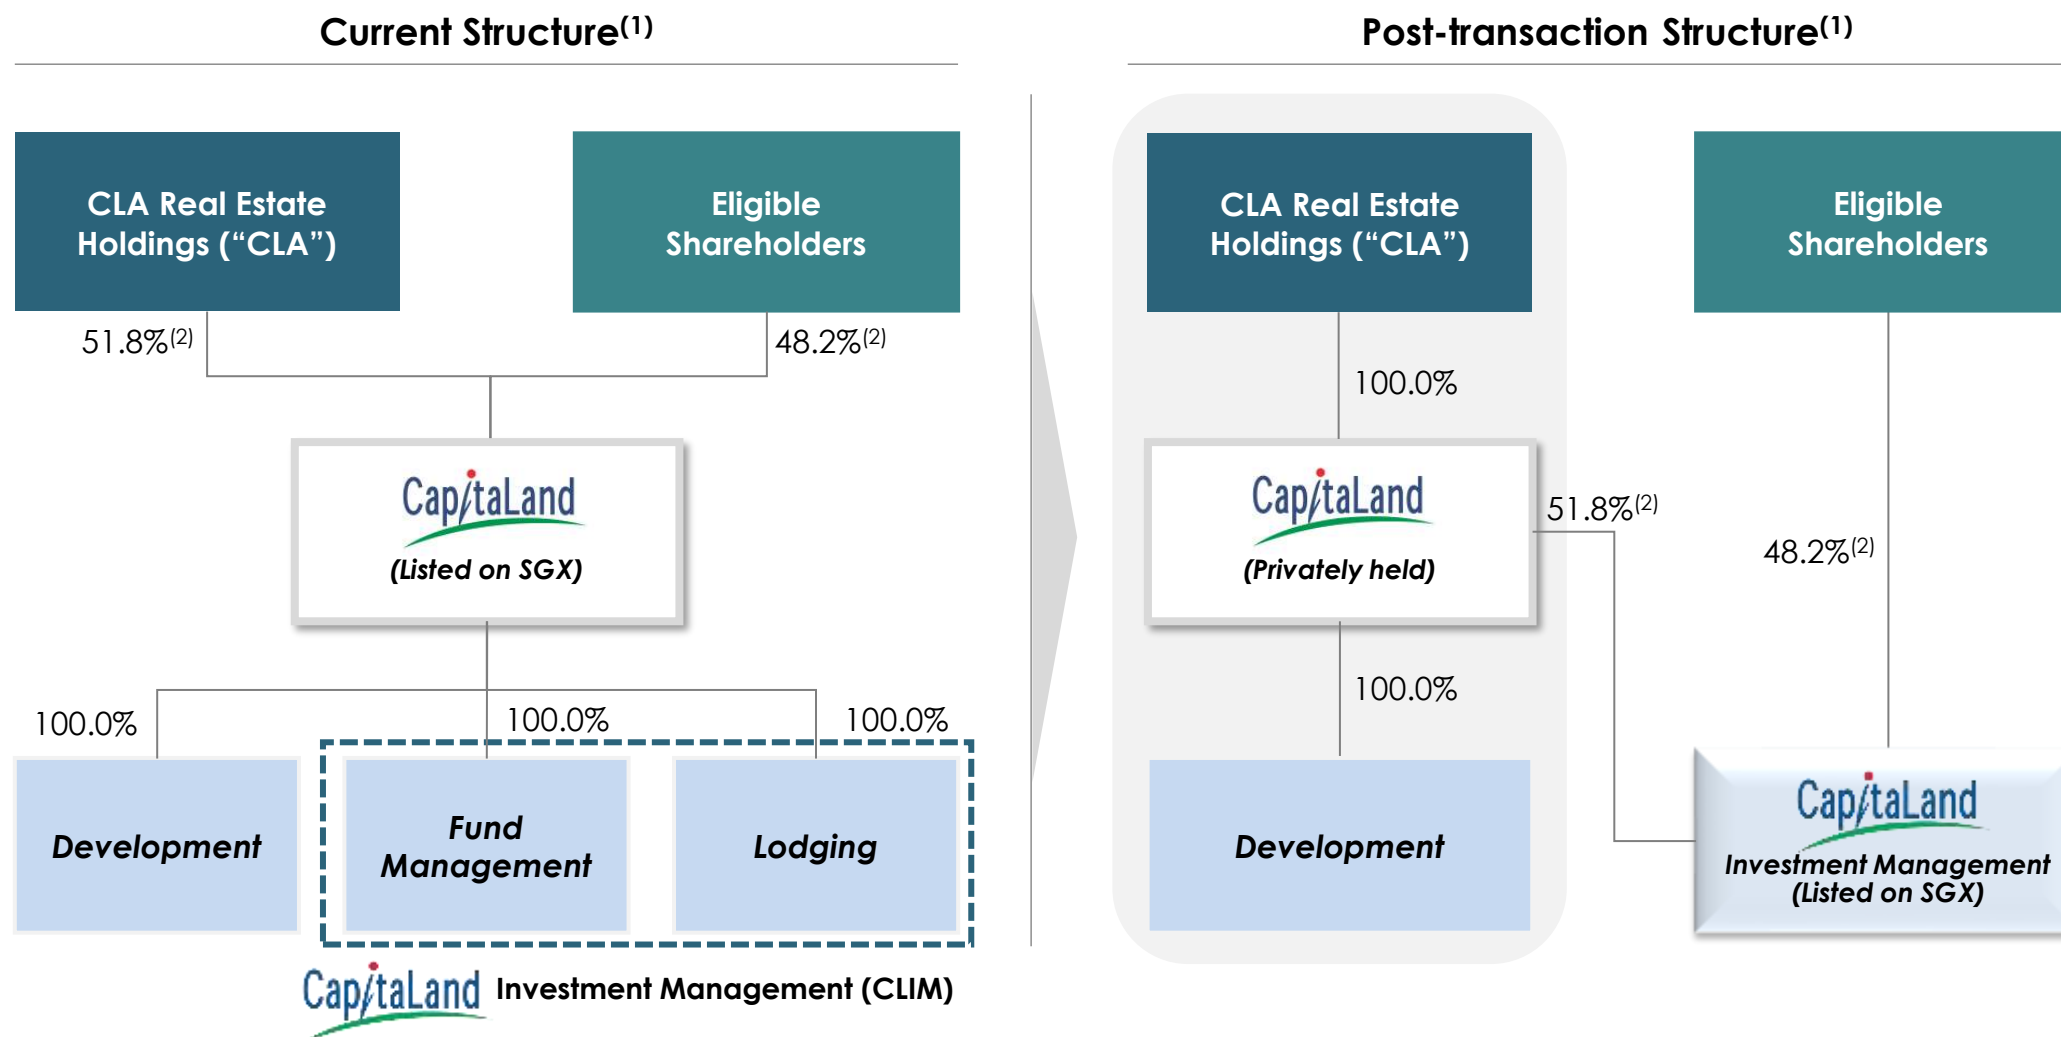 Current Structure(1)
CLA Real Estate
Holdings (“CLA”)
Eligible
Shareholders
51.8%(2)
48.2%(2)
CapitaLand
(Listed on SGX)
100.0%
100.0%
100.0%
Development
Fund
Management
Lodging
CapitaLand Investment Management (CLIM)
Post-transaction Structure(1)
CLA Real Estate
Holdings (“CLA”)
Eligible
Shareholders
100.0%
CapitaLand
(Privately held)
51.8%(2)
48.2%(2)
100.0%
Development
CapitaLand
Investment Management
(Listed on SGX)